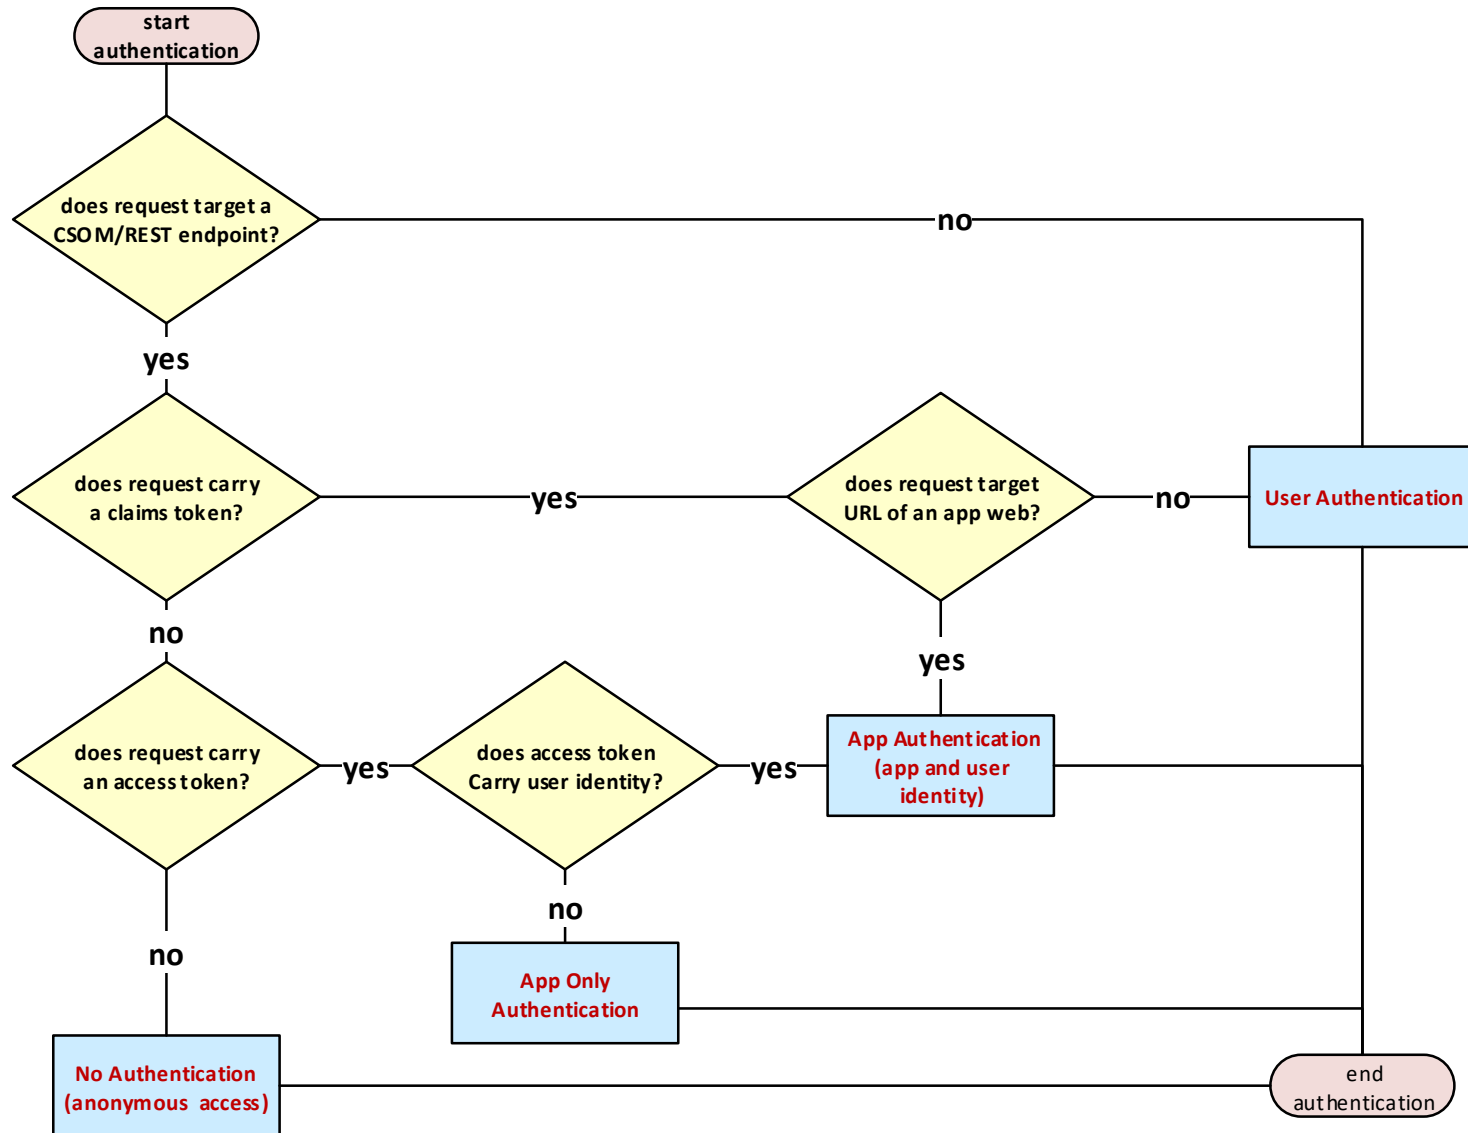 start
authentication
does request target a
CSOM/REST endpoint?
no
yes
does request carry
a claims token?
yes
does request target
URL of an app web?
no
User Authentication
no
yes
does request carry
an access token?
yes
does access token
Carry user identity?
yes
App Authentication
(app and user
identity)
no
no
App Only
Authentication
No Authentication
(anonymous access)
end
authentication